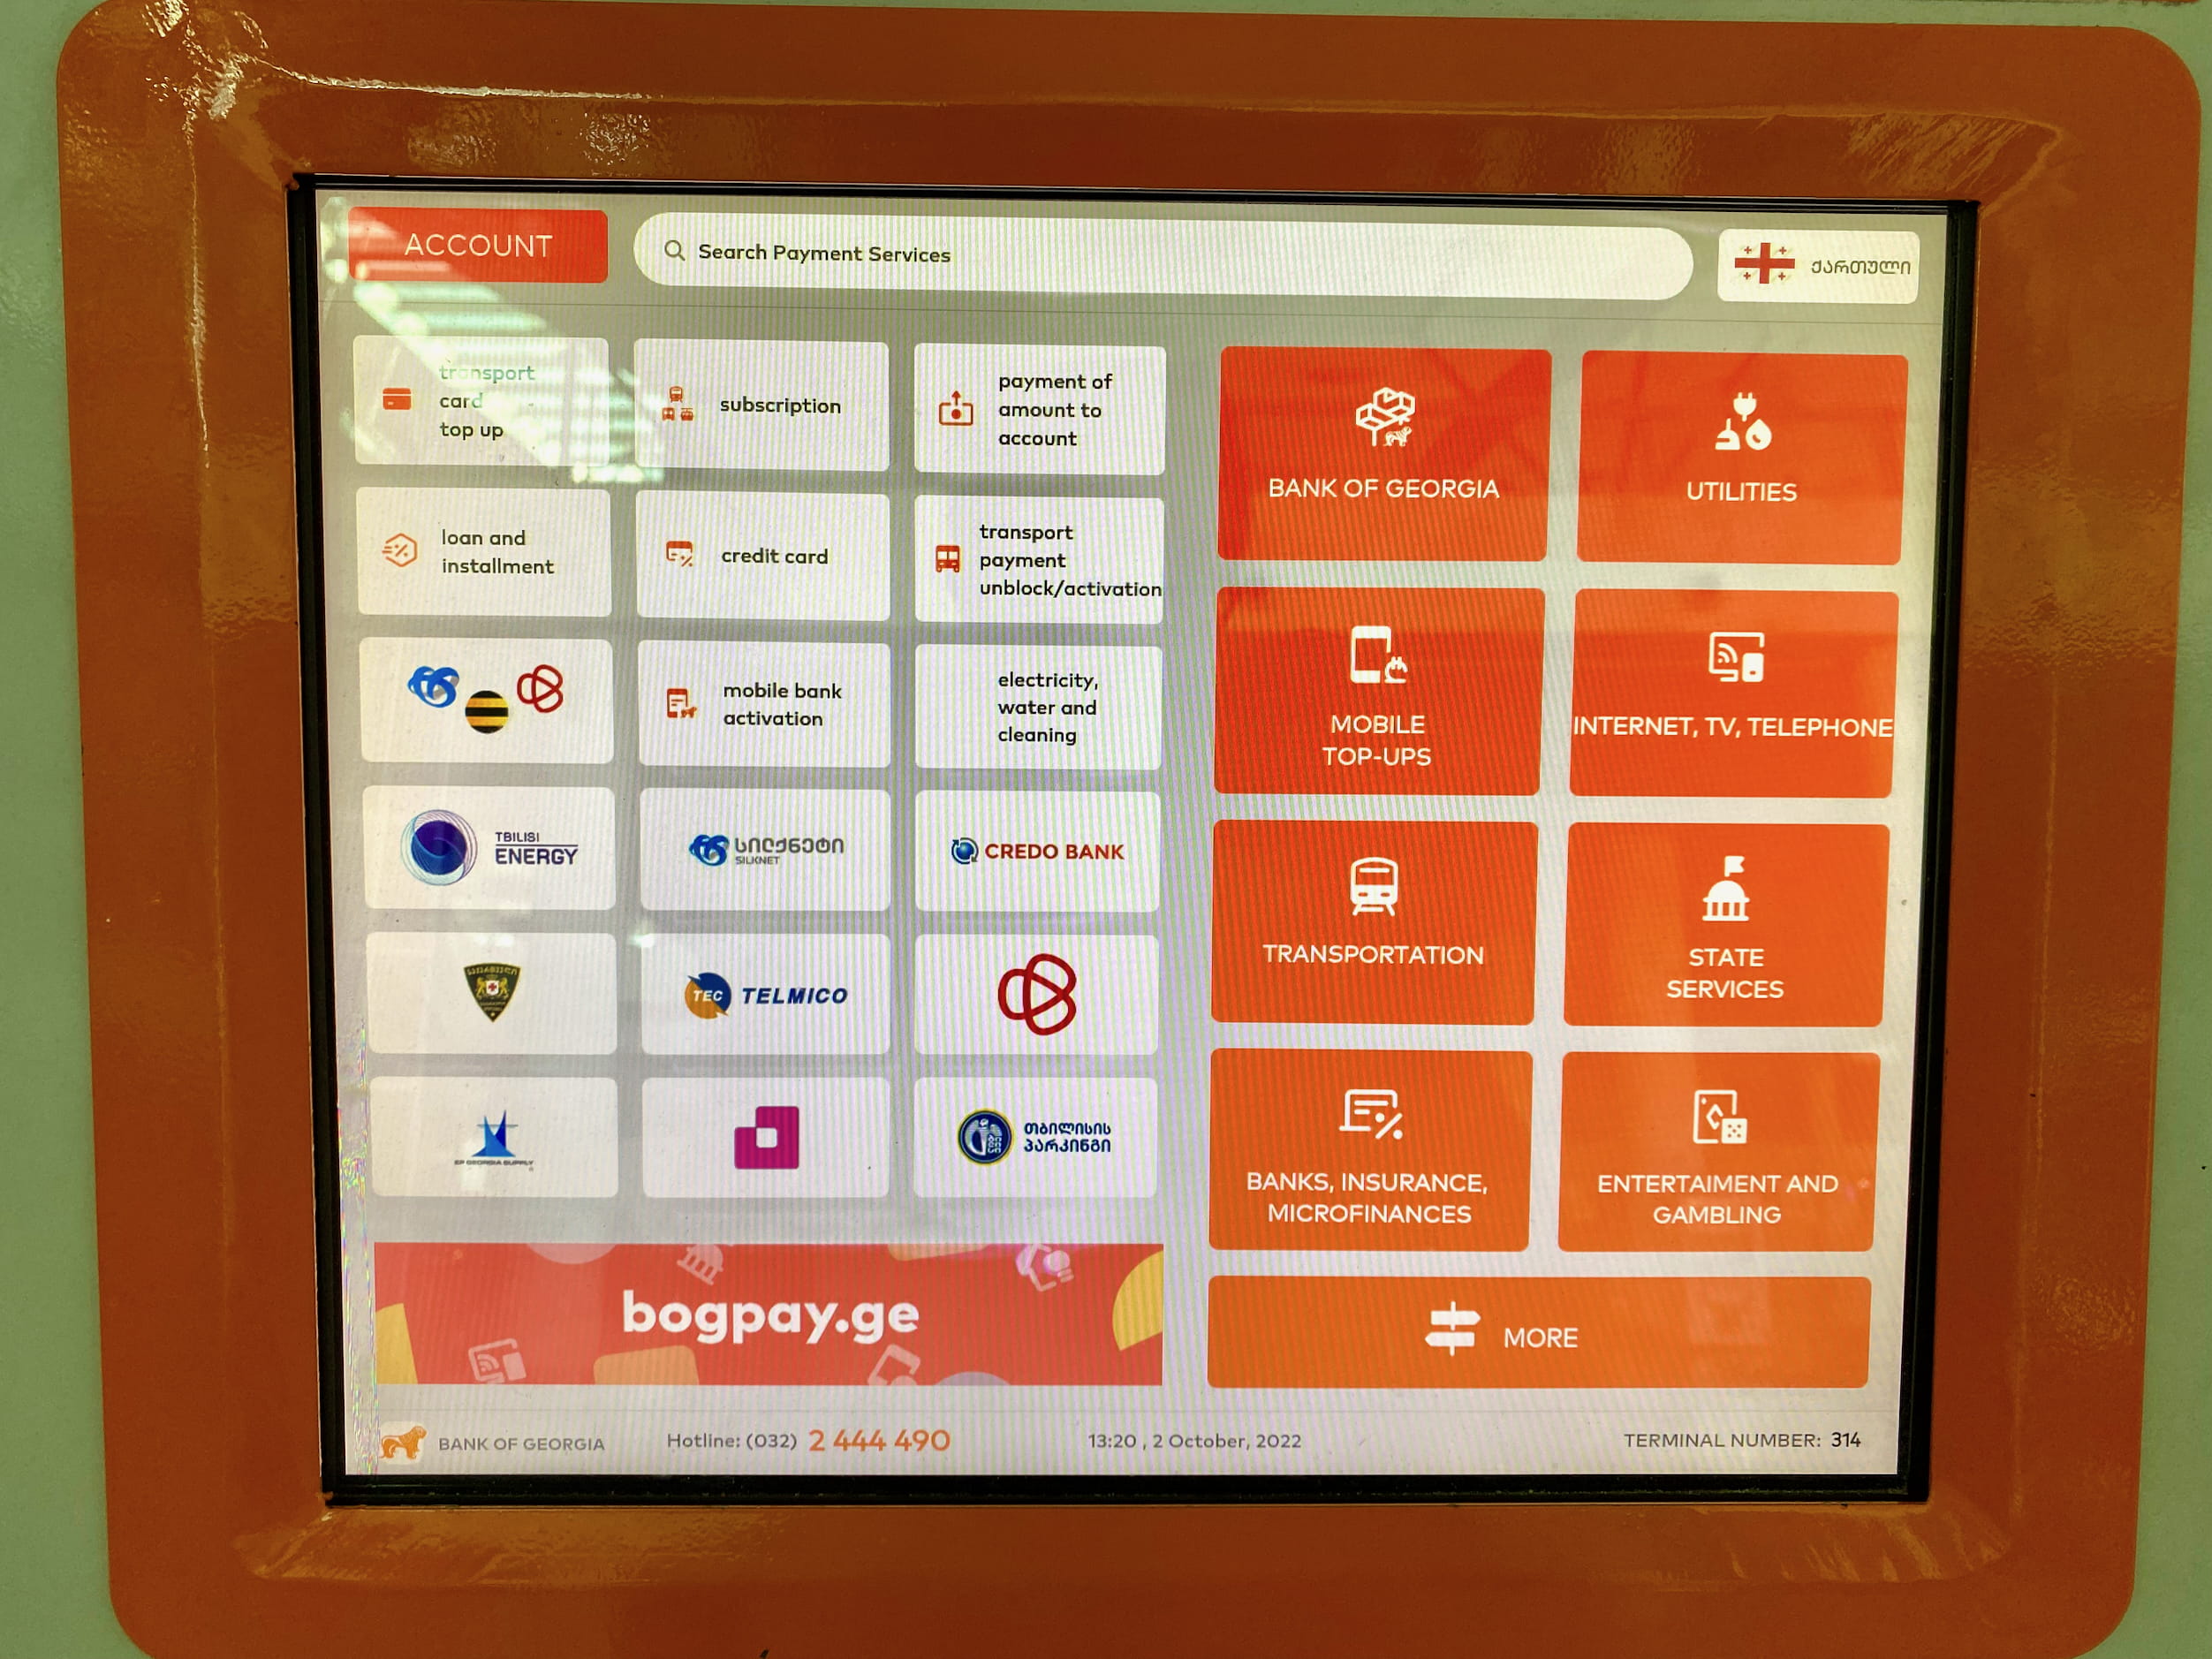 ACCOUNT
Search Payment Services
ქართული
transport
card
top up
subscription
payment of
amount to
account
loan and
installment
credit card
transport
payment
unblock/activation
mobile bank
activation
electricity,
water and
cleaning
TBILISI
ENERGY
სილქნეტი
SILKNET
CREDO BANK
TEC TELMICO
EP GEORGIA SUPPLY
თბილისის
პარკინგი
bogpay.ge
BANK OF GEORGIA
UTILITIES
MOBILE
TOP-UPS
INTERNET, TV, TELEPHONE
TRANSPORTATION
STATE
SERVICES
BANKS, INSURANCE,
MICROFINANCES
ENTERTAIMENT AND
GAMBLING
MORE
BANK OF GEORGIA
Hotline: (032) 2 444 490
13:20 , 2 October, 2022
TERMINAL NUMBER: 314